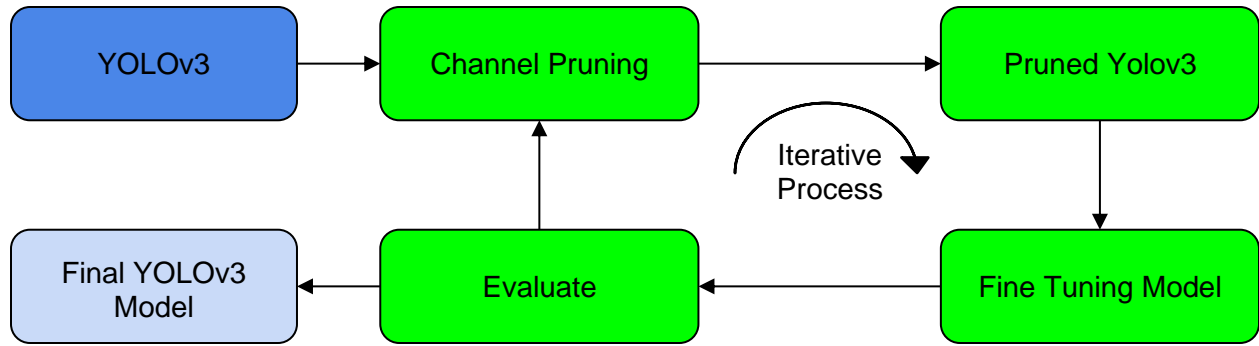 YOLOv3
Channel Pruning
Pruned Yolov3
Iterative
Process
Final YOLOv3
Model
Evaluate
Fine Tuning Model